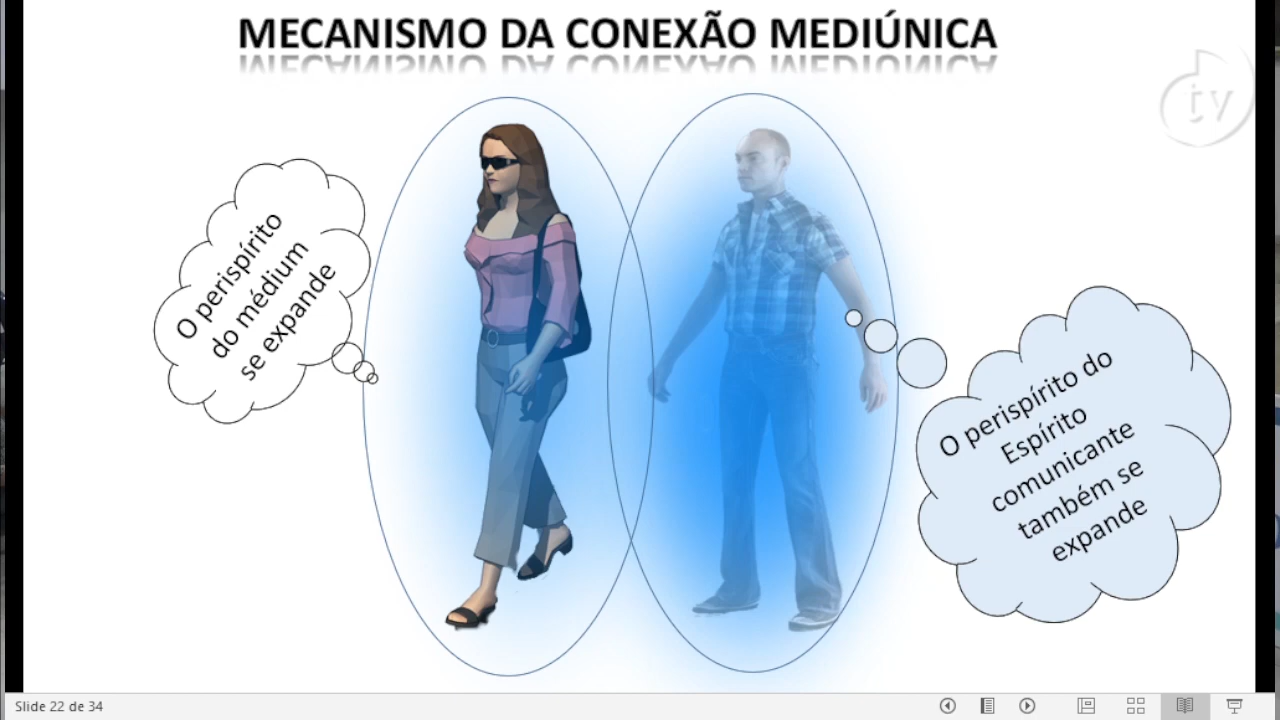 MECANISMO DA CONEXÃO MEDIÚNICA
tv
O perispírito
do médium
se expande
O perispírito do
Espírito
comunicante
também se
expande
Slide 22 de 34